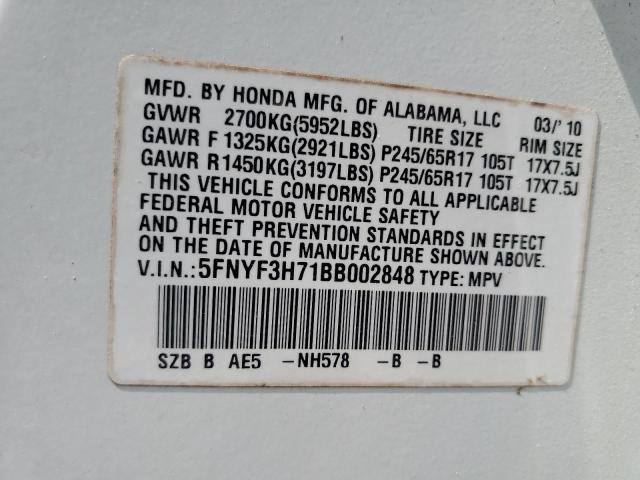 MFD. BY HONDA MFG. OF ALABAMA, LLC 03/'10
GVWR 2700KG(5952LBS) TIRE SIZE RIM SIZE
GAWR F 1325KG(2921LBS) P245/65R17 105T 17X7.5J
GAWR R 1450KG(3197LBS) P245/65R17 105T 17X7.5J
THIS VEHICLE CONFORMS TO ALL APPLICABLE
FEDERAL MOTOR VEHICLE SAFETY
AND THEFT PREVENTION STANDARDS IN EFFECT
ON THE DATE OF MANUFACTURE SHOWN ABOVE.
V.I.N.:5FNYF3H71BB002848 TYPE: MPV
SZB B AE5 -NH578 -B -B